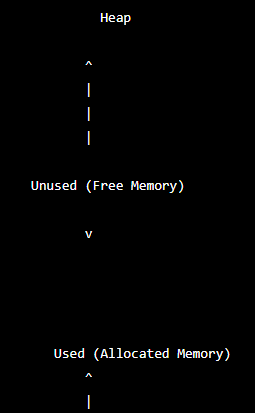 Heap
^
|
|
|
Unused (Free Memory)
v
Used (Allocated Memory)
^
|